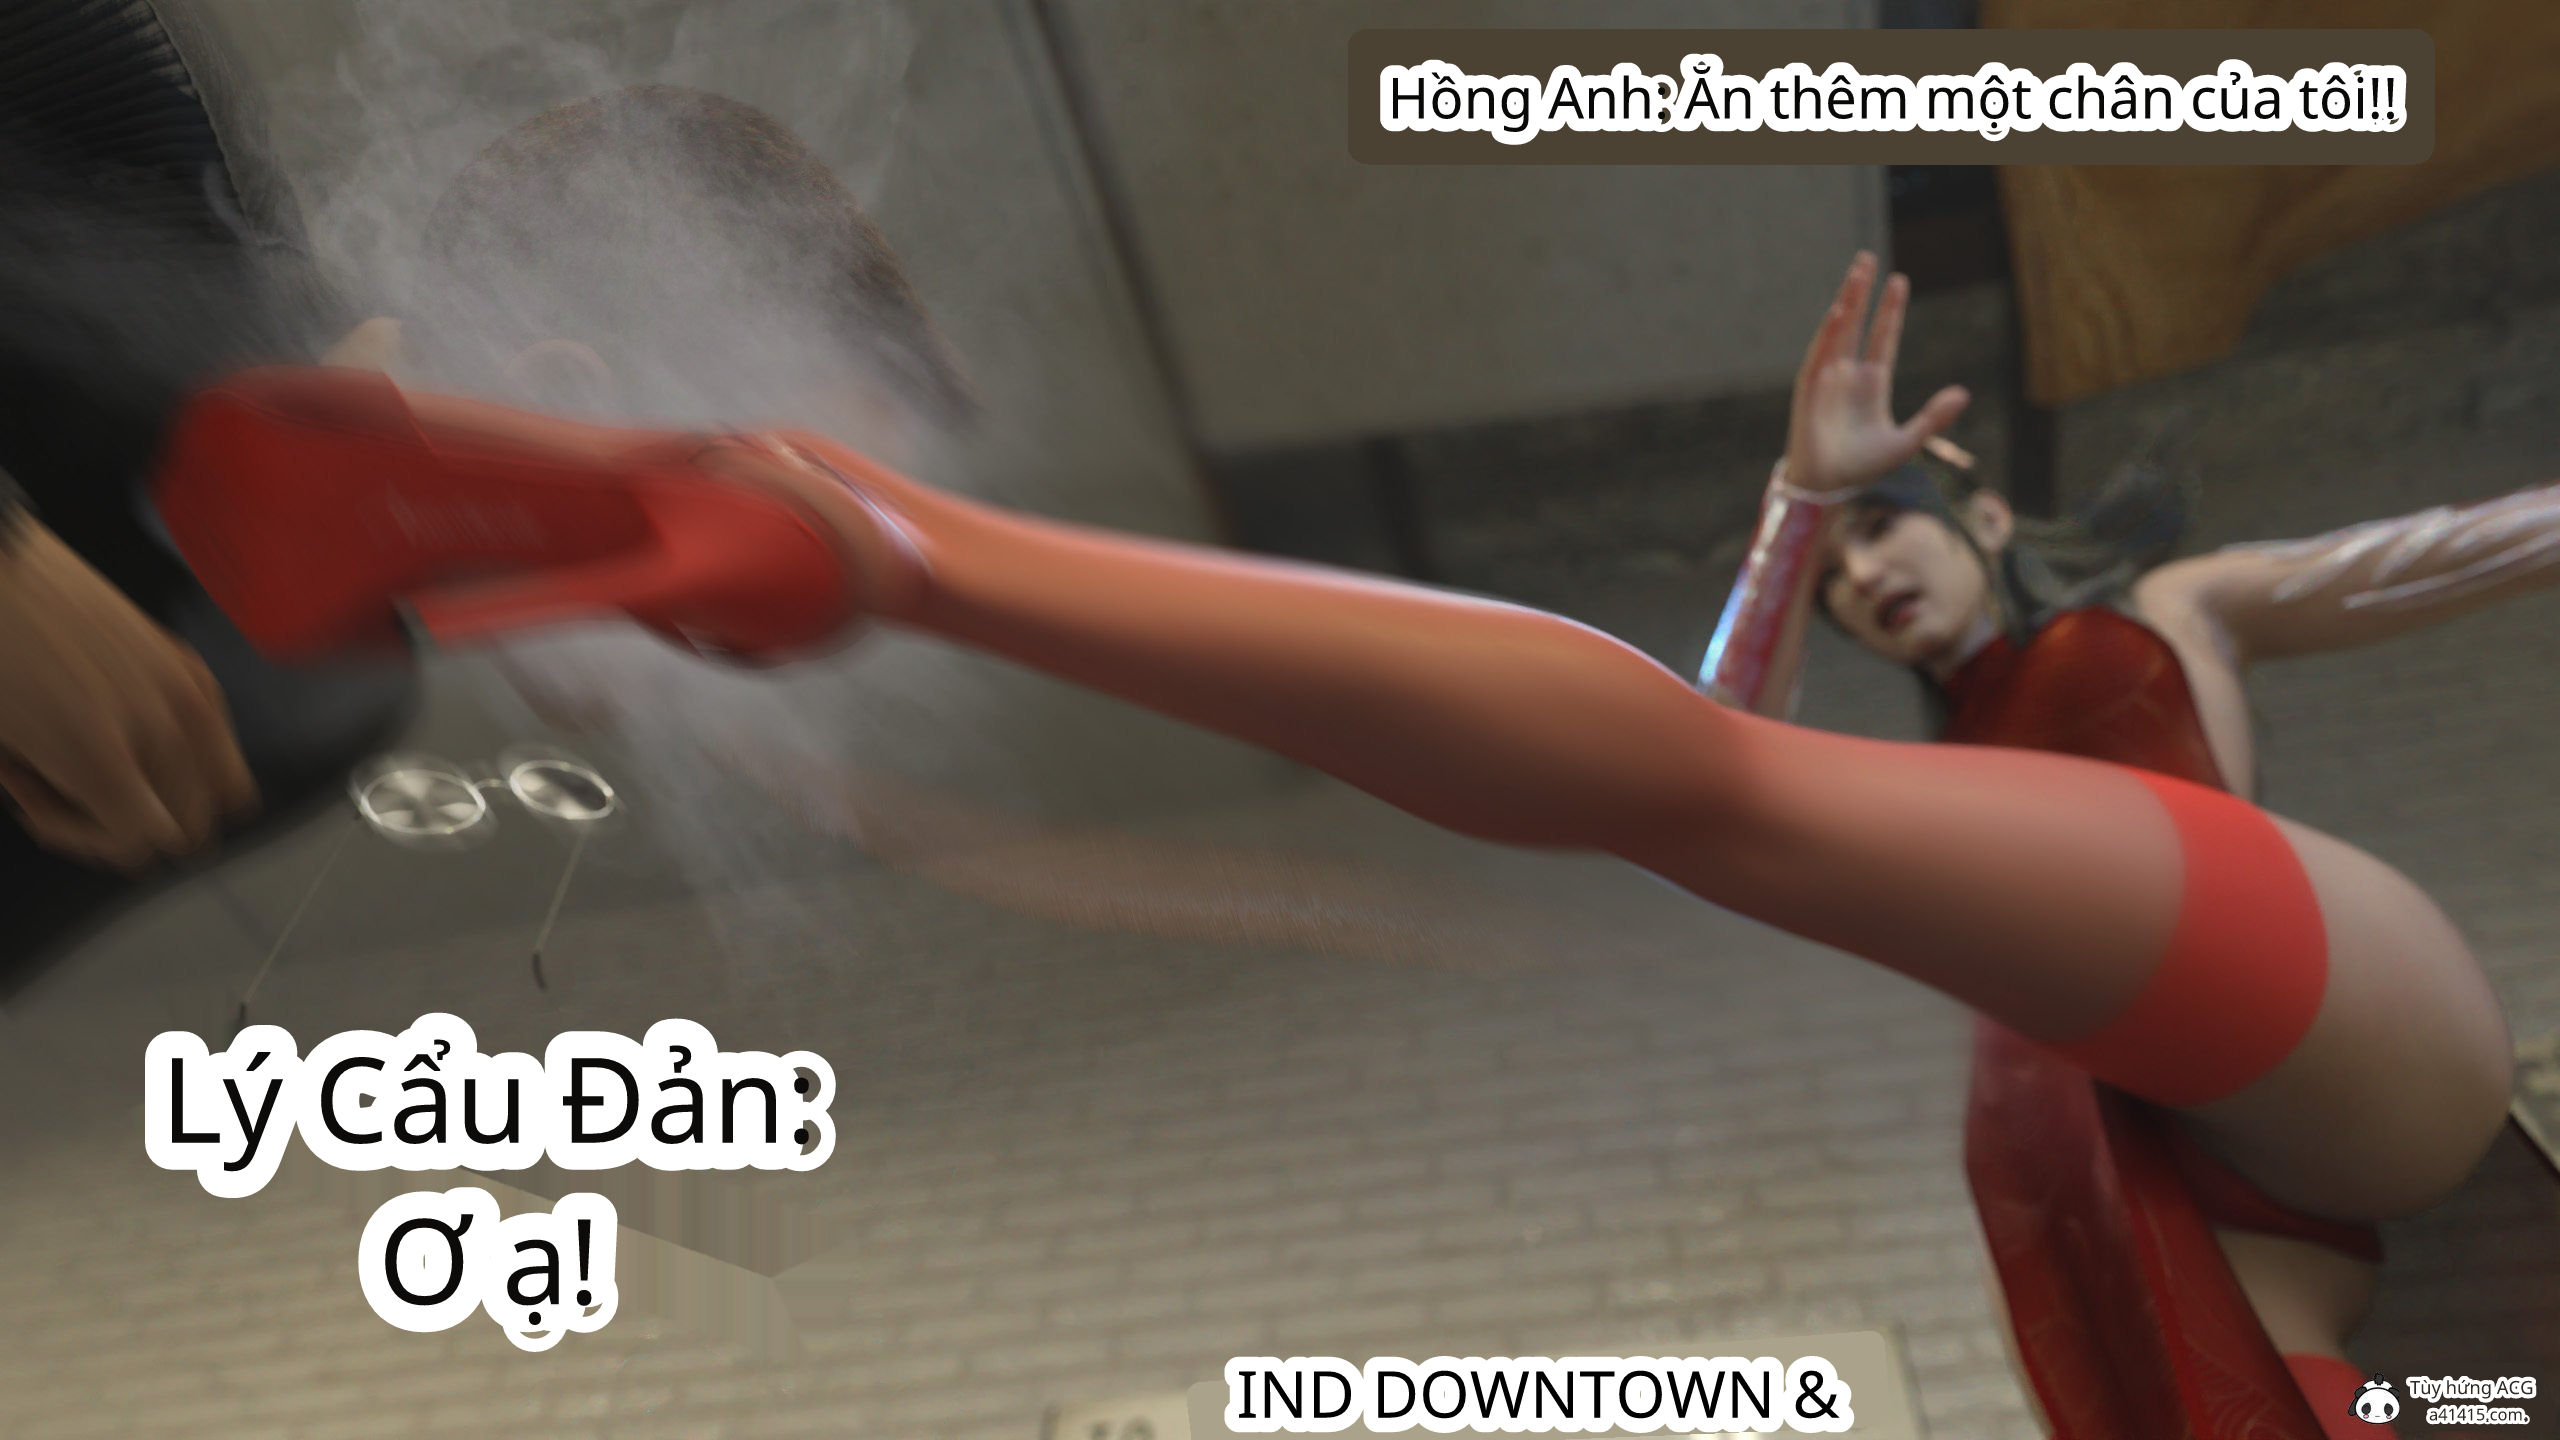 Hồng Anh: Ăn thêm một chân của tôi!!
Lý Cẩu Đản:
Ơ ạ!
IND DOWNTOWN &
Tùy hứng ACG
a41415.com.